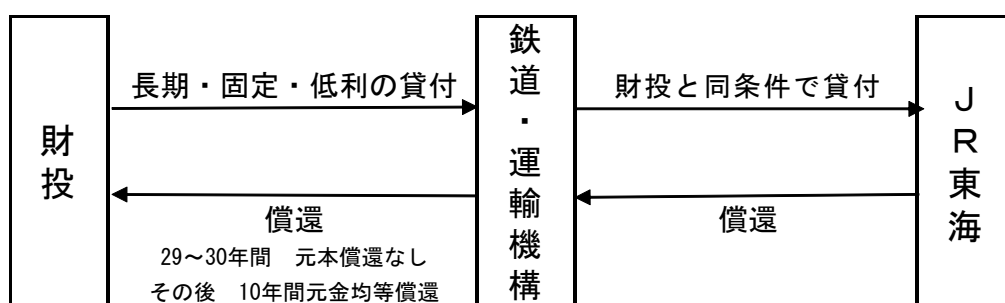 財投
長期・固定・低利の貸付
償還
29～30年間　元本償還なし
その後　10年間元金均等償還
鉄道・運輸機構
財投と同条件で貸付
償還
ＪＲ東海